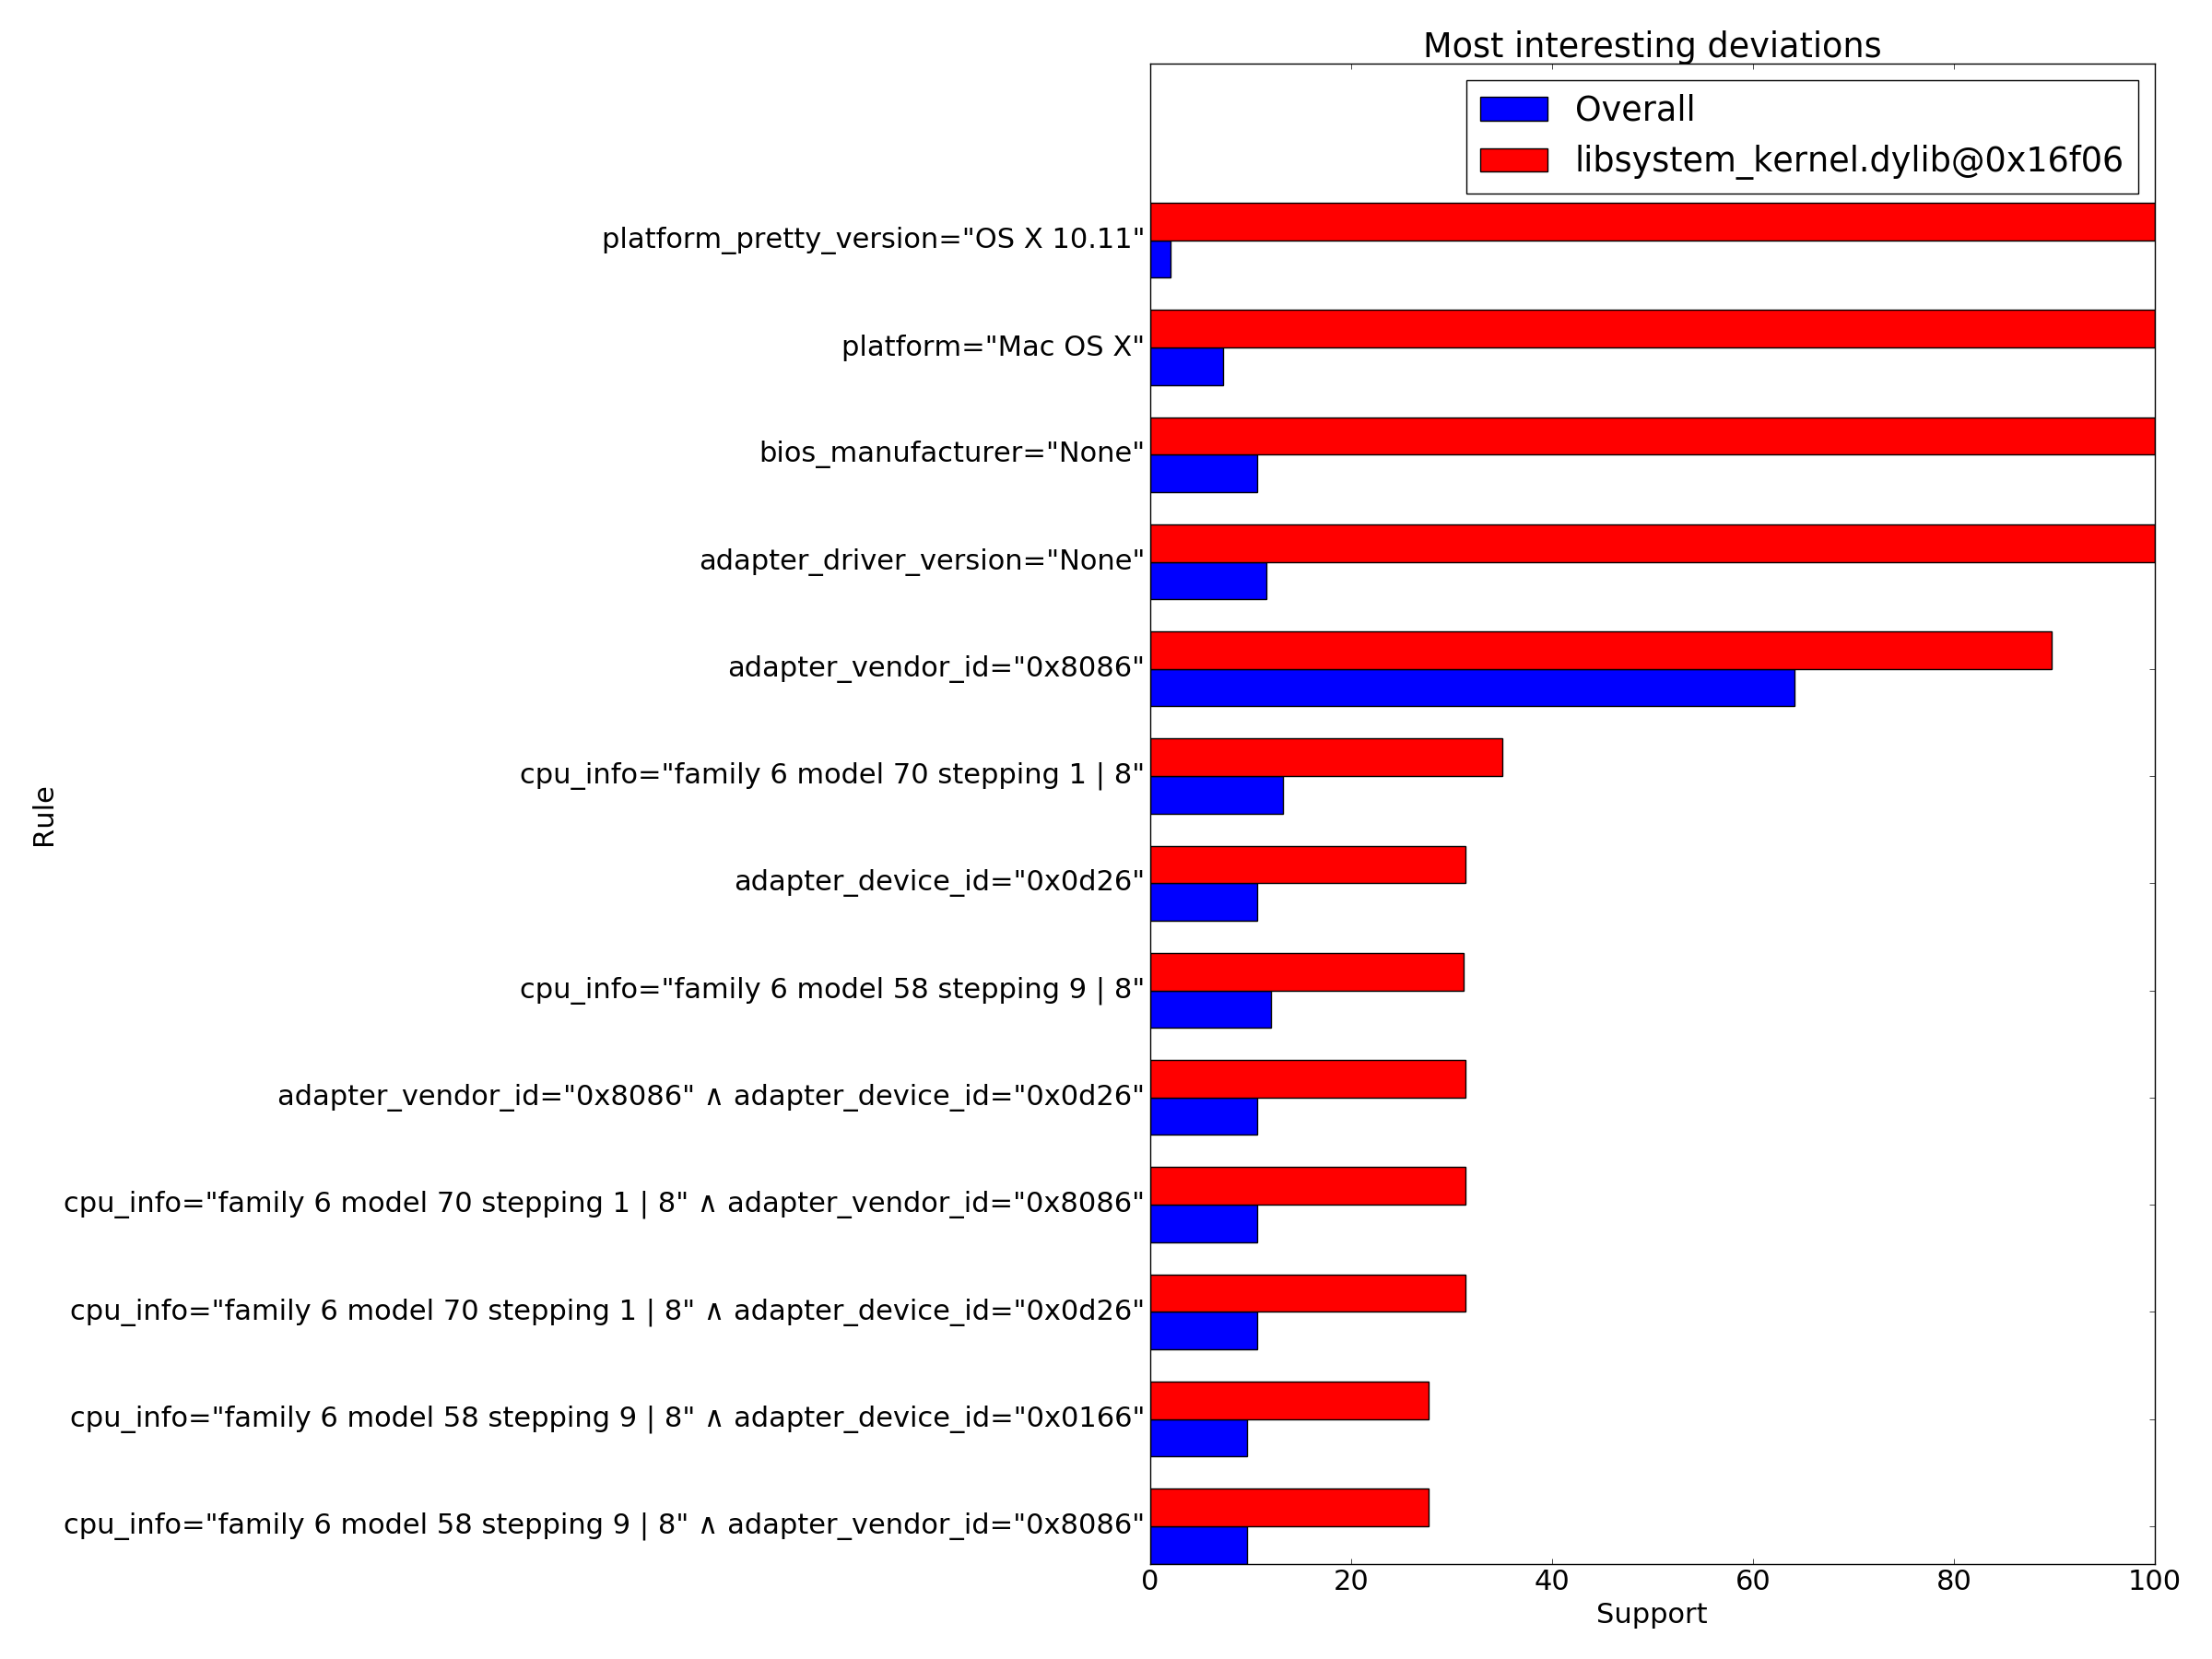 Most interesting deviations
Overall
libsystem_kernel.dylib@0x16f06
platform_pretty_version="OS X 10.11"
platform="Mac OS X"
bios_manufacturer="None"
adapter_driver_version="None"
adapter_vendor_id="0x8086"
cpu_info="family 6 model 70 stepping 1 | 8"
adapter_device_id="0x0d26"
cpu_info="family 6 model 58 stepping 9 | 8"
adapter_vendor_id="0x8086" ∧ adapter_device_id="0x0d26"
cpu_info="family 6 model 70 stepping 1 | 8" ∧ adapter_vendor_id="0x8086"
cpu_info="family 6 model 70 stepping 1 | 8" ∧ adapter_device_id="0x0d26"
cpu_info="family 6 model 58 stepping 9 | 8" ∧ adapter_device_id="0x0166"
cpu_info="family 6 model 58 stepping 9 | 8" ∧ adapter_vendor_id="0x8086"
Rule
0 20 40 60 80 100
Support